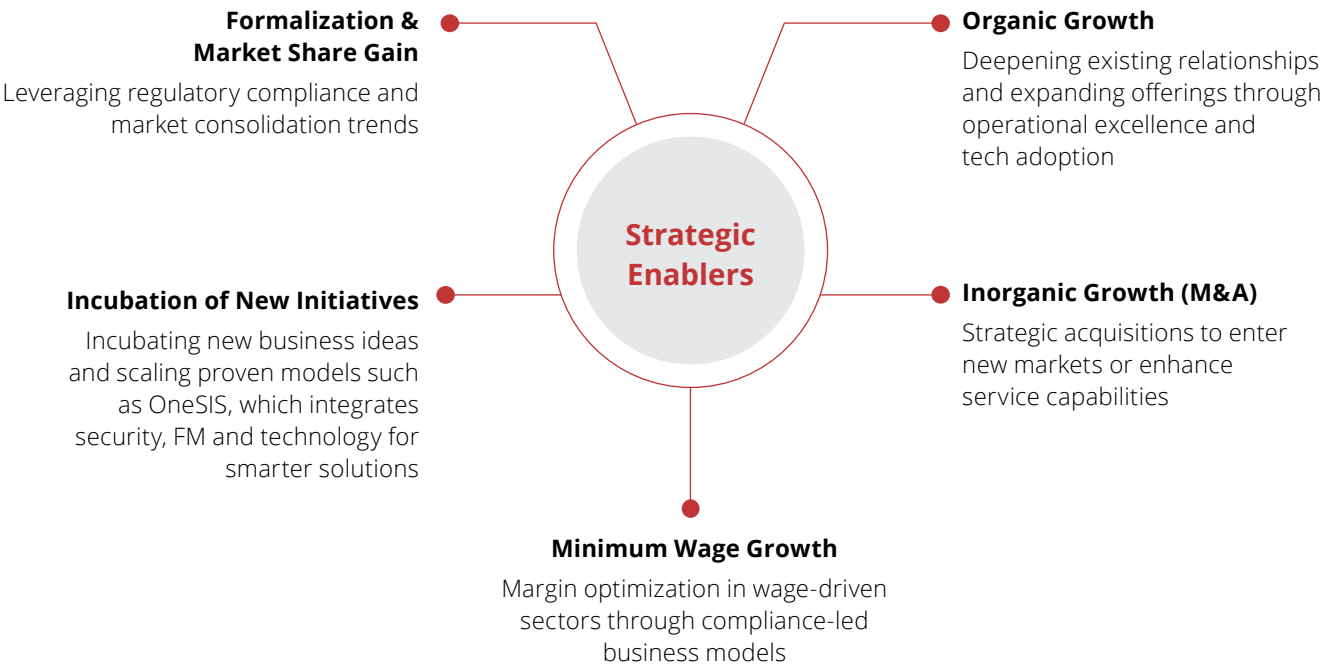 Formalization &
Market Share Gain
Leveraging regulatory compliance and
market consolidation trends
Organic Growth
Deepening existing relationships
and expanding offerings through
operational excellence and
tech adoption
Strategic
Enablers
Incubation of New Initiatives
Incubating new business ideas
and scaling proven models such
as OneSIS, which integrates
security, FM and technology for
smarter solutions
Inorganic Growth (M&A)
Strategic acquisitions to enter
new markets or enhance
service capabilities
Minimum Wage Growth
Margin optimization in wage-driven
sectors through compliance-led
business models